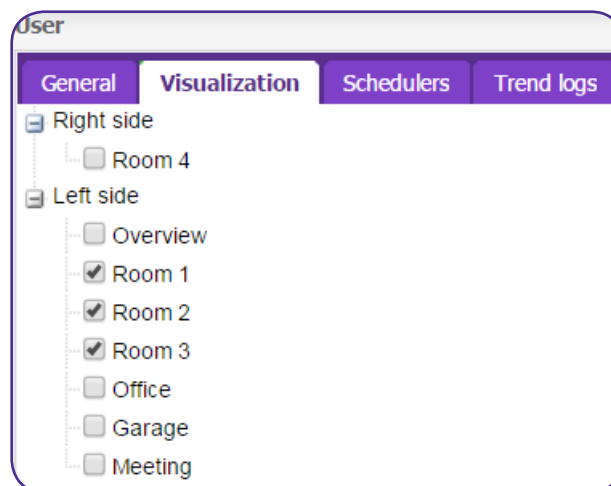 User
General Visualization Schedulers Trend logs
Right side
Room 4
Left side
Overview
Room 1
Room 2
Room 3
Office
Garage
Meeting